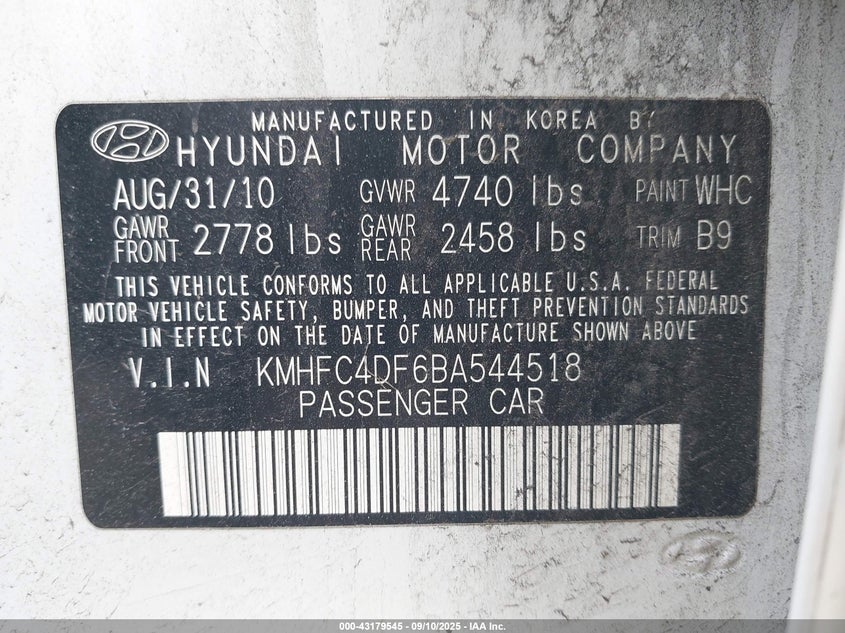 MANUFACTURED IN KOREA BY
HYUNDAI MOTOR COMPANY
AUG/31/10 GVWR 4740 lbs PAINT WHC
GAWR FRONT 2778 lbs GAWR REAR 2458 lbs TRIM B9
THIS VEHICLE CONFORMS TO ALL APPLICABLE U.S.A. FEDERAL
MOTOR VEHICLE SAFETY, BUMPER, AND THEFT PREVENTION STANDARDS
IN EFFECT ON THE DATE OF MANUFACTURE SHOWN ABOVE
V.I.N KMHFC4DF6BA544518
PASSENGER CAR
000-43179545 - 09/10/2025 - IAA Inc.